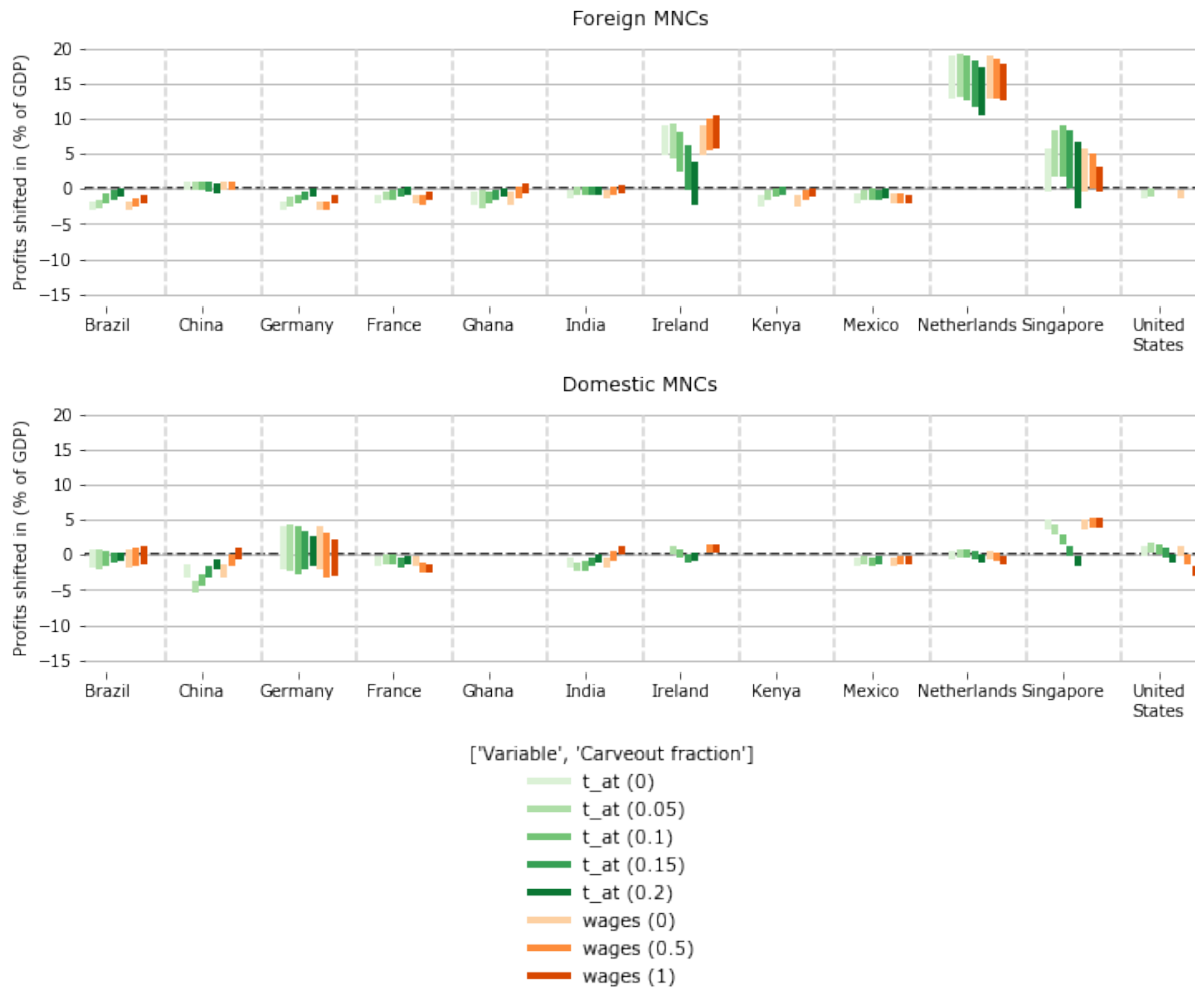 Foreign MNCs
Profits shifted in (% of GDP)
20
15
10
5
0
−5
−10
−15
Brazil
China
Germany
France
Ghana
India
Ireland
Kenya
Mexico
Netherlands
Singapore
United
States
Domestic MNCs
Profits shifted in (% of GDP)
20
15
10
5
0
−5
−10
−15
Brazil
China
Germany
France
Ghana
India
Ireland
Kenya
Mexico
Netherlands
Singapore
United
States
['Variable', 'Carveout fraction']
t_at (0)
t_at (0.05)
t_at (0.1)
t_at (0.15)
t_at (0.2)
wages (0)
wages (0.5)
wages (1)